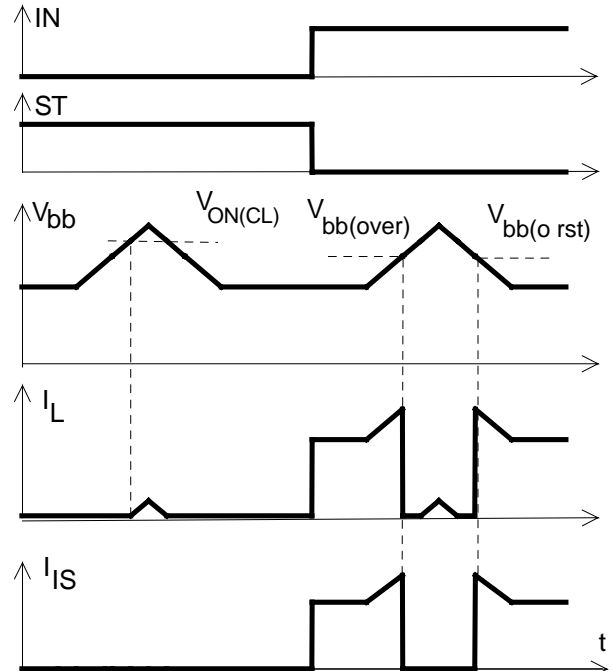 IN
ST
Vbb
VON(CL)
Vbb(over)
Vbb(o rst)
IL
IIS
t